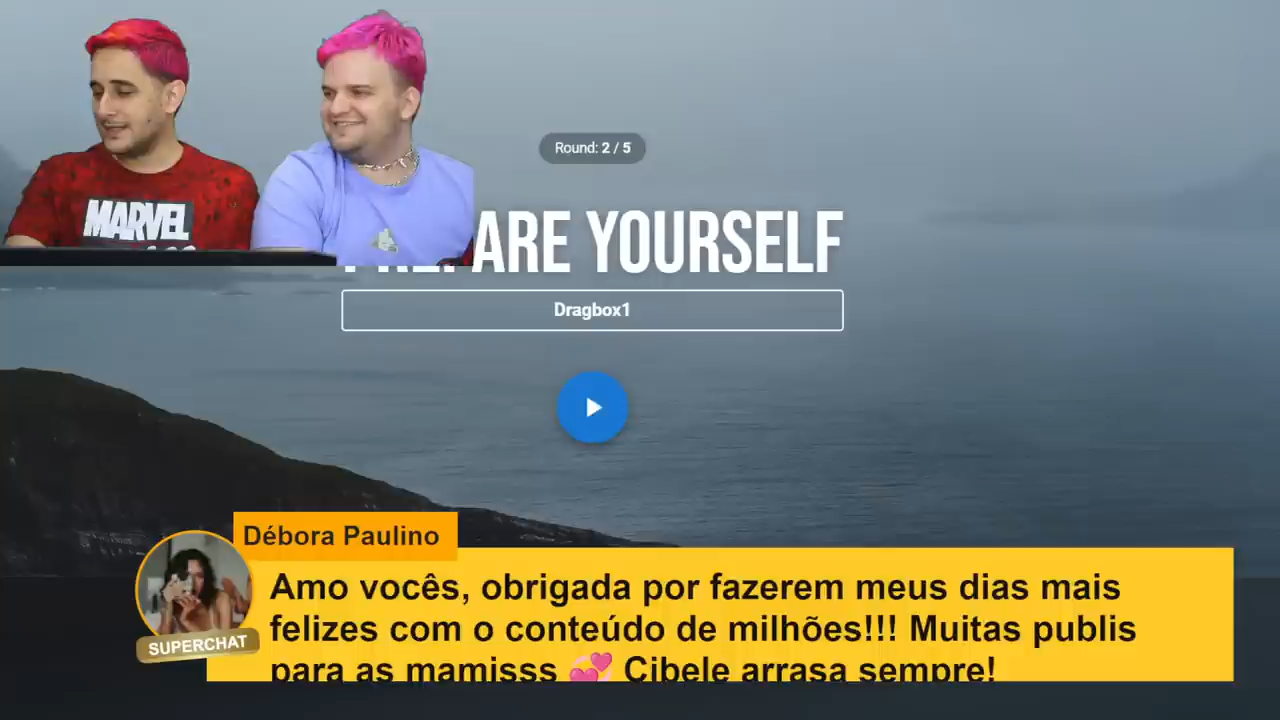 MARVEL
Round: 2 / 5
PREPARE YOURSELF
Dragbox1
Débora Paulino
SUPERCHAT
Amo vocês, obrigada por fazerem meus dias mais
felizes com o conteúdo de milhões!!! Muitas publis
para as mamisss 💞 Cibele arrasa sempre!